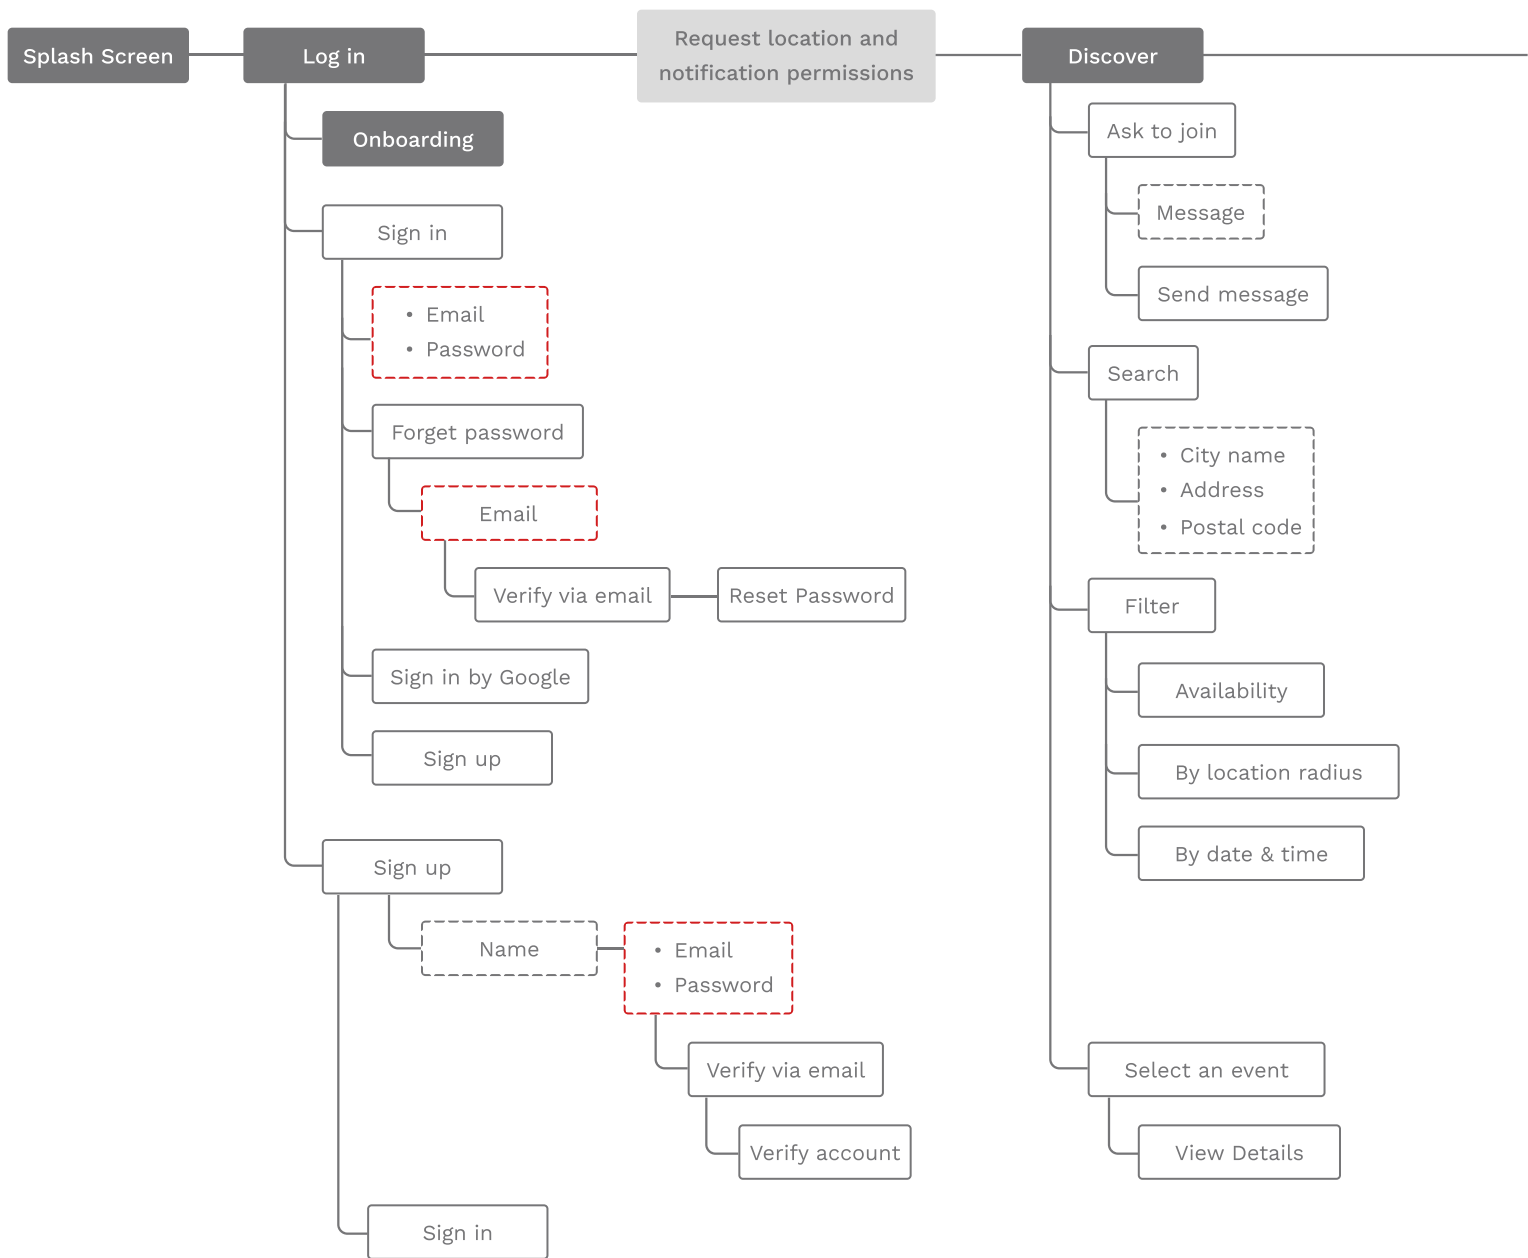 Splash Screen
Log in
Request location and
notification permissions
Discover
Onboarding
Sign in
• Email
• Password
Forget password
Email
Verify via email
Reset Password
Sign in by Google
Sign up
Sign up
Name
• Email
• Password
Verify via email
Verify account
Sign in
Ask to join
Message
Send message
Search
• City name
• Address
• Postal code
Filter
Availability
By location radius
By date & time
Select an event
View Details